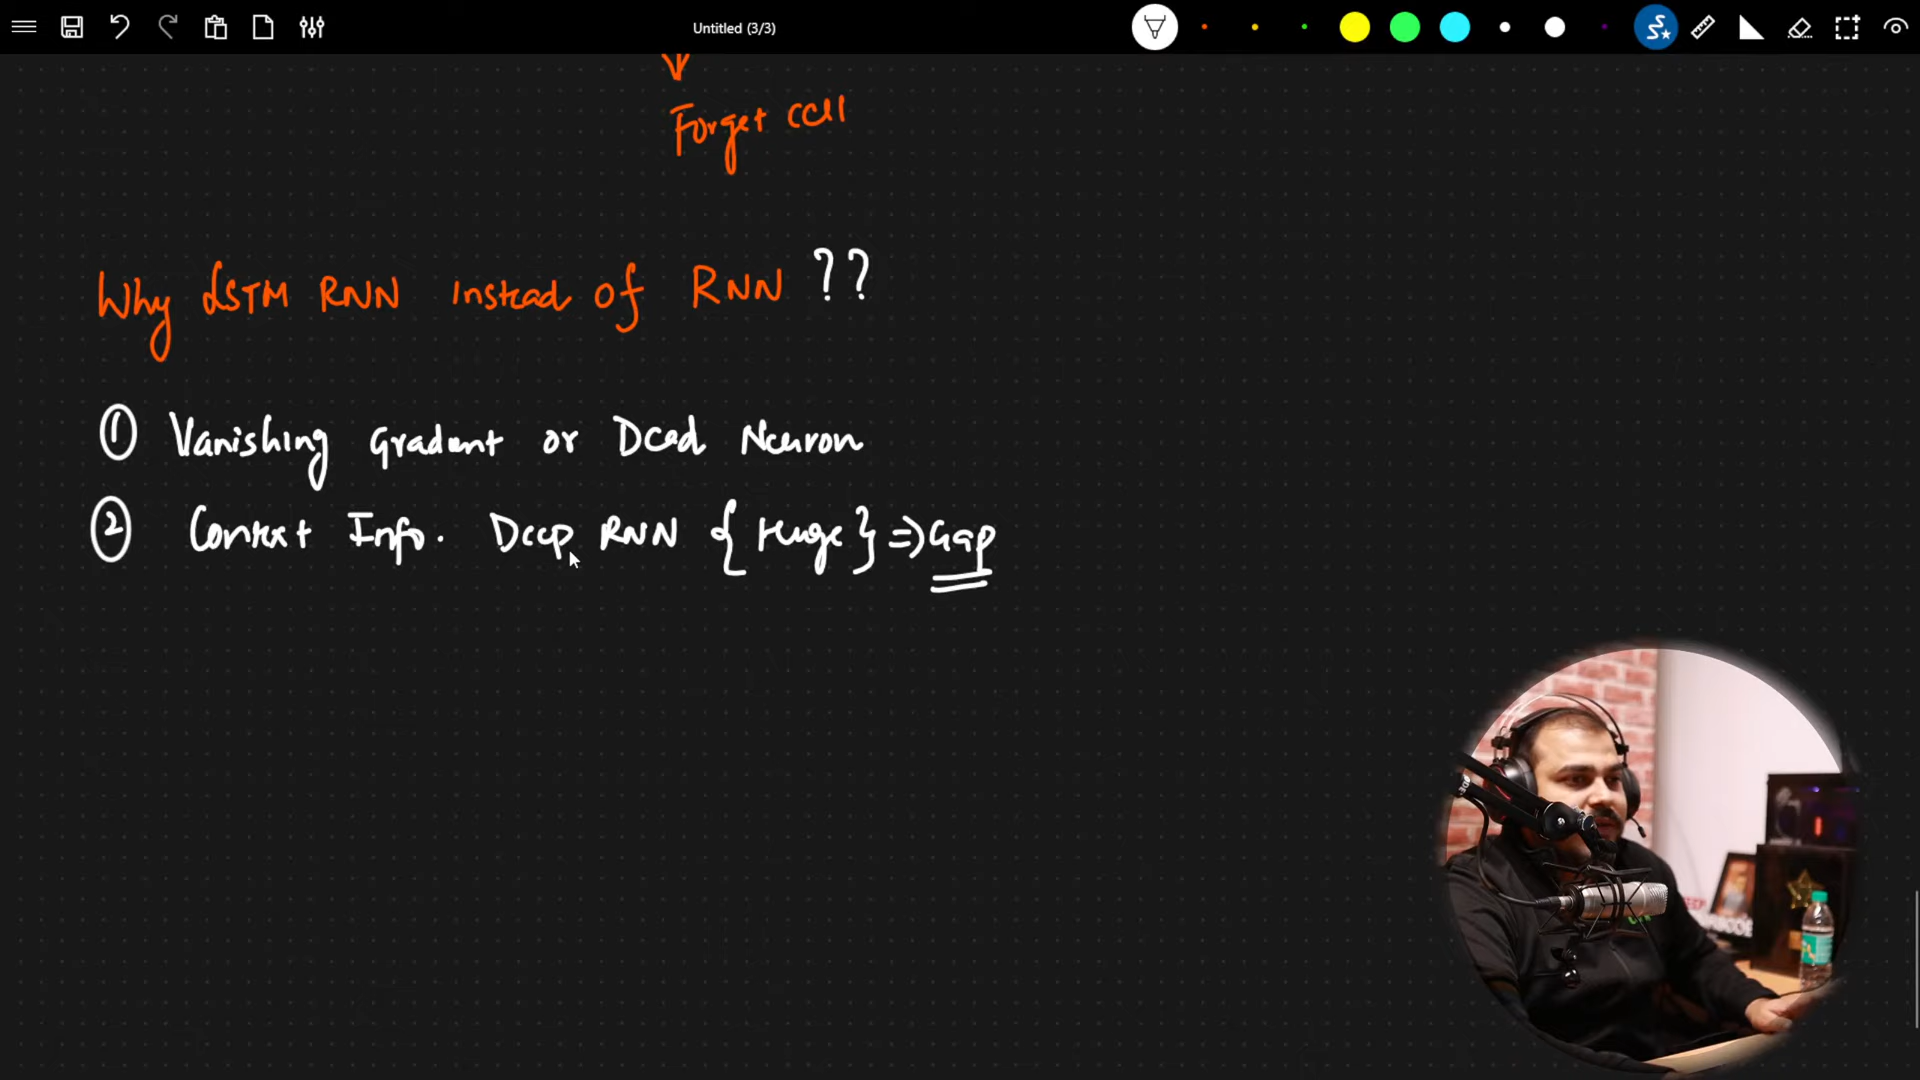 Untitled (3/3)
Forget cell
Why LSTM RNN instead of RNN ??
① Vanishing Gradient or Dead Neuron
② Context Info. Deep RNN { Huge } => Gap